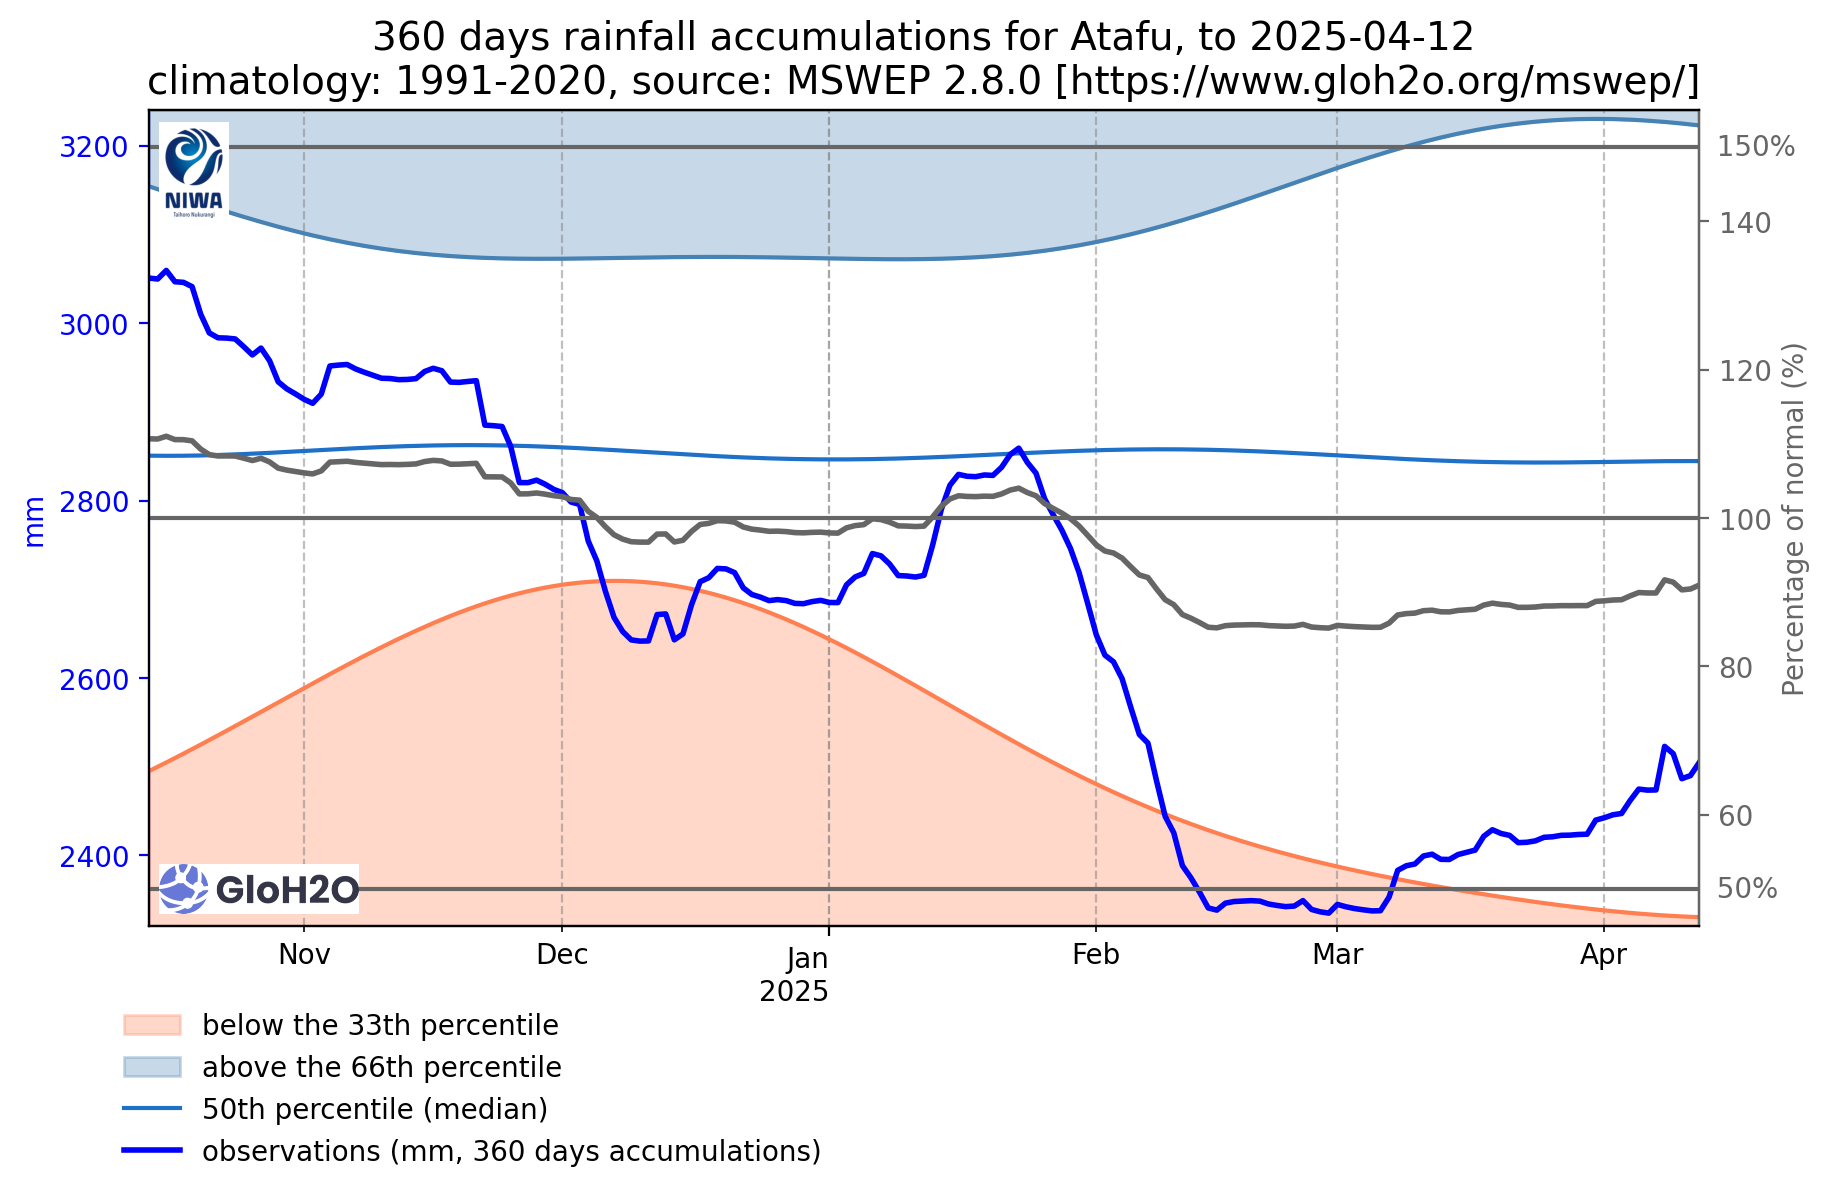 360 days rainfall accumulations for Atafu, to 2025-04-12
climatology: 1991-2020, source: MSWEP 2.8.0 [https://www.gloh2o.org/mswep/]
NIWA
Taihoro Nukurangi
3200
3000
2800
2600
2400
mm
150%
140
120
100
80
60
50%
Percentage of normal (%)
GloH2O
Nov
Dec
Jan
2025
Feb
Mar
Apr
below the 33th percentile
above the 66th percentile
50th percentile (median)
observations (mm, 360 days accumulations)